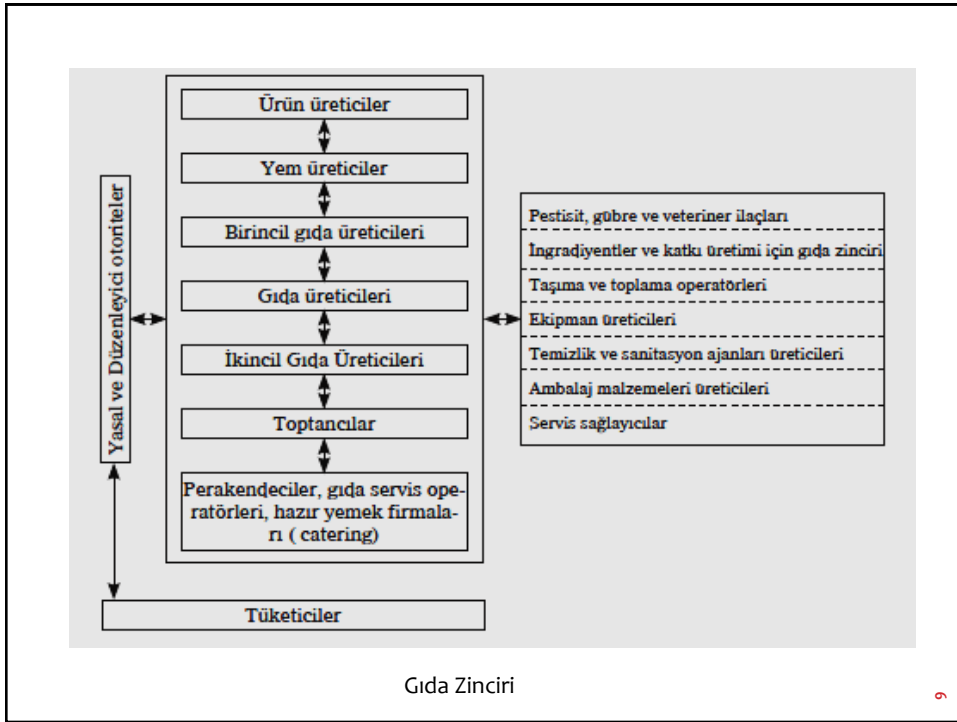 Ürün üreticiler
Yem üreticiler
Birincil gıda üreticileri
Gıda üreticileri
İkincil Gıda Üreticileri
Toptancılar
Perakendeciler, gıda servis ope-
ratörleri, hazır yemek firmala-
rı ( catering)
Yasal ve Düzenleyici otoriteler
Pestisit, gübre ve veteriner ilaçları
İngradiyentler ve katkı üretimi için gıda zinciri
Taşıma ve toplama operatörleri
Ekipman üreticileri
Temizlik ve sanitasyon ajanları üreticileri
Ambalaj malzemeleri üreticileri
Servis sağlayıcılar
Tüketiciler
Gıda Zinciri
9